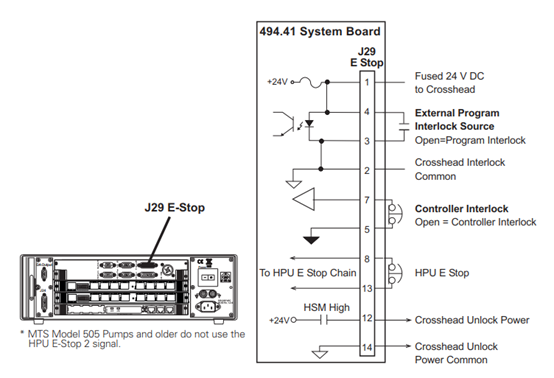 494.41 System Board
J29
E Stop
+24V
1
Fused 24 V DC
to Crosshead
4
External Program
Interlock Source
3
Open=Program Interlock
2
Crosshead Interlock
Common
7
Controller Interlock
5
Open = Controller Interlock
8
To HPU E Stop Chain
HPU E Stop
13
HSM High
+24V
12
Crosshead Unlock Power
14
Crosshead Unlock
Power Common
J29 E-Stop
* MTS Model 505 Pumps and older do not use the
HPU E-Stop 2 signal.